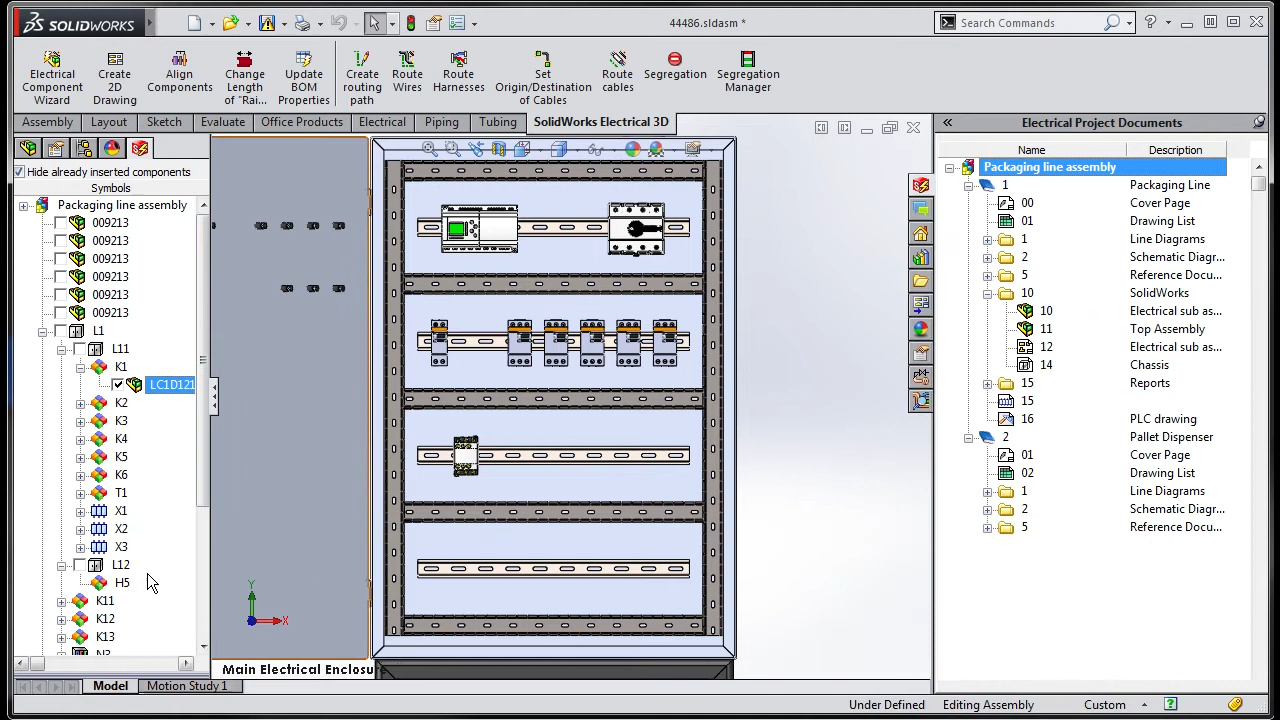 SOLIDWORKS
44486.sldasm *
Search Commands
Electrical Component Wizard
Create 2D Drawing
Align Components
Change Length of "Rai...
Update BOM Properties
Create routing path
Route Wires
Route Harnesses
Set Origin/Destination of Cables
Route cables
Segregation
Segregation Manager
Assembly
Layout
Sketch
Evaluate
Office Products
Electrical
Piping
Tubing
SolidWorks Electrical 3D
Hide already inserted components
Symbols
Packaging line assembly
009213
009213
009213
009213
009213
009213
L1
L11
K1
LC1D121
K2
K3
K4
K5
K6
T1
X1
X2
X3
L12
H5
K11
K12
K13
N3
Y
X
Main Electrical Enclosu
Electrical Project Documents
Name Description
Packaging line assembly
1 Packaging Line
00 Cover Page
01 Drawing List
1 Line Diagrams
2 Schematic Diagr...
5 Reference Docu...
10 SolidWorks
10 Electrical sub as...
11 Top Assembly
12 Electrical sub as...
14 Chassis
15 Reports
15
16 PLC drawing
2 Pallet Dispenser
01 Cover Page
02 Drawing List
1 Line Diagrams
2 Schematic Diagr...
5 Reference Docu...
Model
Motion Study 1
Under Defined
Editing Assembly
Custom